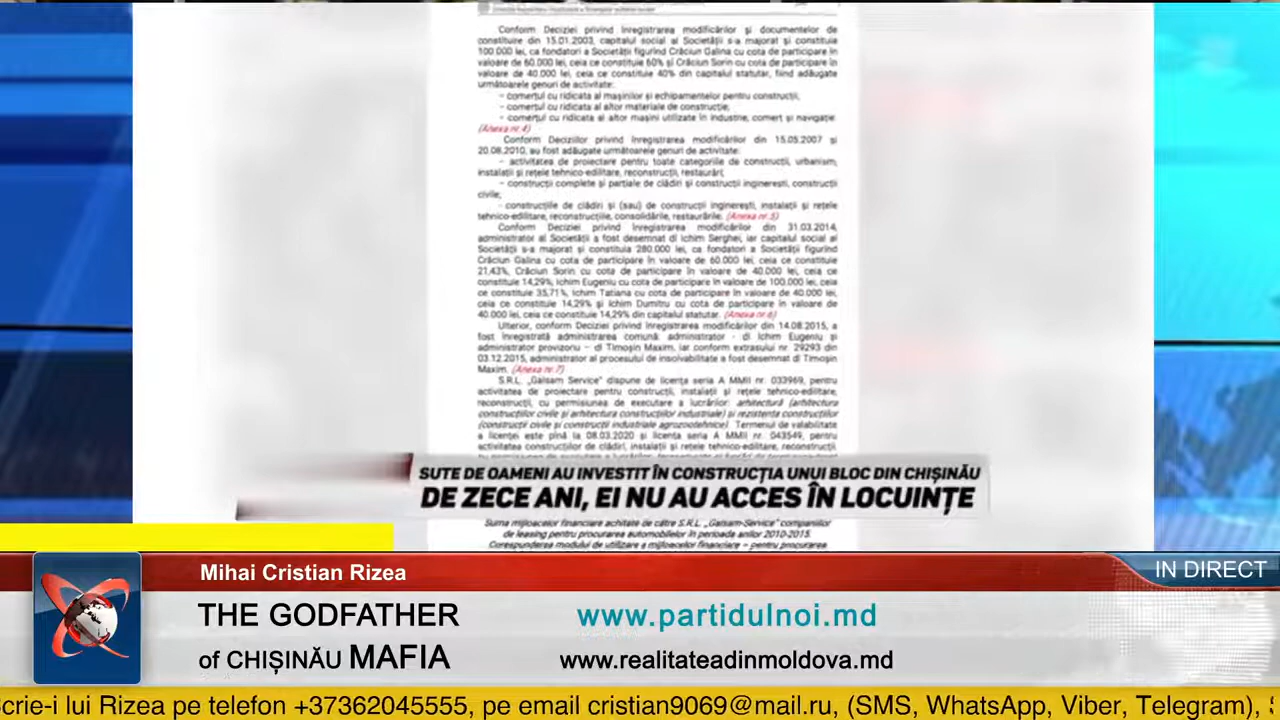 Conform Deciziei privind înregistrarea modificărilor și documentelor de
constituire din 15.01.2003, capitalul social al Societății s-a majorat și constituia
100 000 lei, ca fondatori a Societății figurînd Crăciun Galina cu cota de participare în
valoare de 60.000 lei, ceia ce constituie 60% și Crăciun Sorin cu cota de participare în
valoare de 40 000 lei, ceia ce constituie 40% din capitalul statutar, fiind adăugate
următoarele genuri de activitate:
– comerțul cu ridicata al mașinilor și echipamentelor pentru construcții;
– comerțul cu ridicata al altor materiale de construcție;
– comerțul cu ridicata al altor mașini utilizate în industrie, comerț și navigație.
(Anexa nr.4)
Conform Deciziilor privind înregistrarea modificărilor din 15.05.2007 și
20.08.2010, au fost adăugate următoarele genuri de activitate:
– activitatea de proiectare pentru toate categoriile de construcții, urbanism,
instalații și rețele tehnico-edilitare, reconstrucții, restaurări;
– construcții complete și parțiale de clădiri și construcții inginerești, construcții
civile;
- construcțiile de clădiri și (sau) de construcții inginerești, instalații și rețele
tehnico-edilitare, reconstrucțiile, consolidările, restaurările. (Anexa nr.5)
Conform Deciziei privind înregistrarea modificărilor din 31.03.2014,
administrator al Societății a fost desemnat dl Ichim Serghei, iar capitalul social al
Societății s-a majorat și constituia 280.000 lei, ca fondatori a Societății figurînd
Crăciun Galina cu cota de participare în valoare de 60.000 lei, ceia ce constituie
21,43%, Crăciun Sorin cu cota de participare în valoare de 40.000 lei, ceia ce
constituie 14,29%, Ichim Eugeniu cu cota de participare în valoare de 100.000 lei, ceia
ce constituie 35,71%, Ichim Tatiana cu cota de participare în valoare de 40.000 lei,
ceia ce constituie 14,29% și Ichim Dumitru cu cota de participare în valoare de
40.000 lei, ceia ce constituie 14,29% din capitalul statutar. (Anexa nr.6)
Ulterior, conform Deciziei privind înregistrarea modificărilor din 14.08.2015, a
fost înregistrată administrarea comună: administrator - dl Ichim Eugeniu și
administrator provizoriu – dl Timoșin Maxim, iar conform extrasului nr. 29293 din
03.12.2015, administrator al procesului de insolvabilitate a fost desemnat dl Timoșin
Maxim. (Anexa nr.7)
S.R.L. „Galsam Service" dispune de licența seria A MMII nr. 033969, pentru
activitatea de proiectare pentru construcții, instalații și rețele tehnico-edilitare,
reconstrucții, cu permisiunea de executare a lucrărilor: arhitectură (arhitectura
construcțiilor civile și arhitectura construcțiilor industriale) și rezistența construcțiilor
(construcții civile și construcții industriale agrozootehnice). Termenul de valabilitate
a licenței este pînă la 08.03.2020 și licența seria A MMII nr. 043549, pentru
activitatea construcțiilor de clădiri, instalații și rețele tehnico-edilitare, reconstrucții,
SUTE DE OAMENI AU INVESTIT ÎN CONSTRUCȚIA UNUI BLOC DIN CHIȘINĂU
DE ZECE ANI, EI NU AU ACCES ÎN LOCUINȚE
Suma mijloacelor financiare achitate de către S.R.L. „Galsam-Service" companiilor
de leasing pentru procurarea automobilelor în perioada anilor 2010-2015.
Corespunderea modului de utilizare a mijloacelor financiare – pentru procurarea
Mihai Cristian Rizea
IN DIRECT
THE GODFATHER
of CHIȘINĂU MAFIA
www.partidulnoi.md
www.realitateadinmoldova.md
Scrie-i lui Rizea pe telefon +37362045555, pe email cristian9069@mail.ru, (SMS, WhatsApp, Viber, Telegram),